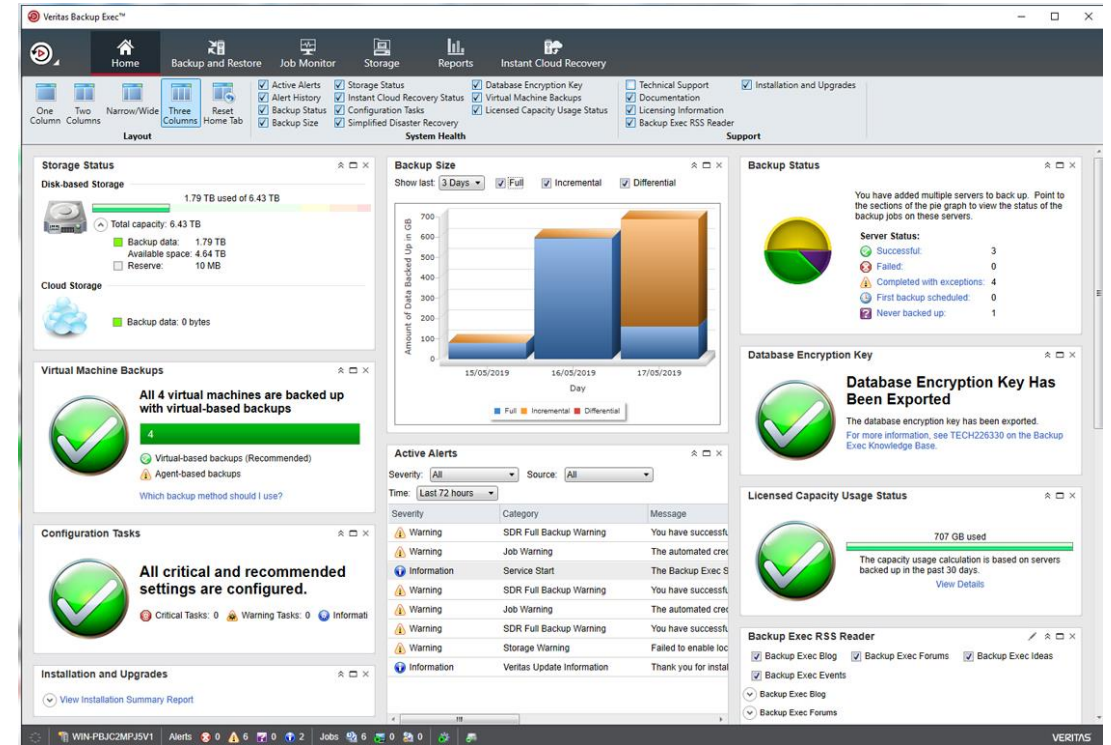 Veritas Backup Exec™
Home
Backup and Restore
Job Monitor
Storage
Reports
Instant Cloud Recovery
One Column
Two Columns
Narrow/Wide
Three Columns
Reset Home Tab
Layout
Active Alerts
Alert History
Backup Status
Backup Size
Storage Status
Instant Cloud Recovery Status
Configuration Tasks
Simplified Disaster Recovery
Database Encryption Key
Virtual Machine Backups
Licensed Capacity Usage Status
System Health
Technical Support
Documentation
Licensing Information
Backup Exec RSS Reader
Installation and Upgrades
Support
Storage Status
Disk-based Storage
1.79 TB used of 6.43 TB
Total capacity: 6.43 TB
Backup data: 1.79 TB
Available space: 4.64 TB
Reserve: 10 MB
Cloud Storage
Backup data: 0 bytes
Virtual Machine Backups
All 4 virtual machines are backed up
with virtual-based backups
4
Virtual-based backups (Recommended)
Agent-based backups
Which backup method should I use?
Configuration Tasks
All critical and recommended
settings are configured.
Critical Tasks: 0 Warning Tasks: 0 Informati
Installation and Upgrades
View Installation Summary Report
Backup Size
Show last: 3 Days Full Incremental Differential
Amount of Data Backed Up in GB
700
600
500
400
300
200
100
0
15/05/2019 16/05/2019 17/05/2019
Day
Full Incremental Differential
Active Alerts
Severity: All Source: All
Time: Last 72 hours
Severity Category Message
Warning SDR Full Backup Warning You have successfu
Warning Job Warning The automated cred
Information Service Start The Backup Exec S
Warning SDR Full Backup Warning You have successfu
Warning Job Warning The automated cred
Warning SDR Full Backup Warning You have successfu
Warning Storage Warning Failed to enable loc
Information Veritas Update Information Thank you for instal
Backup Status
You have added multiple servers to back up. Point to
the sections of the pie graph to view the status of the
backup jobs on these servers.
Server Status:
Successful: 3
Failed: 0
Completed with exceptions: 4
First backup scheduled: 0
Never backed up: 1
Database Encryption Key
Database Encryption Key Has
Been Exported
The database encryption key has been exported.
For more information, see TECH226330 on the Backup
Exec Knowledge Base.
Licensed Capacity Usage Status
707 GB used
The capacity usage calculation is based on servers
backed up in the past 30 days.
View Details
Backup Exec RSS Reader
Backup Exec Blog Backup Exec Forums Backup Exec Ideas
Backup Exec Events
Backup Exec Blog
Backup Exec Forums
WIN-PBJC2MPJ5V1 Alerts 0 6 0 2 Jobs 6 0 0 VERITAS